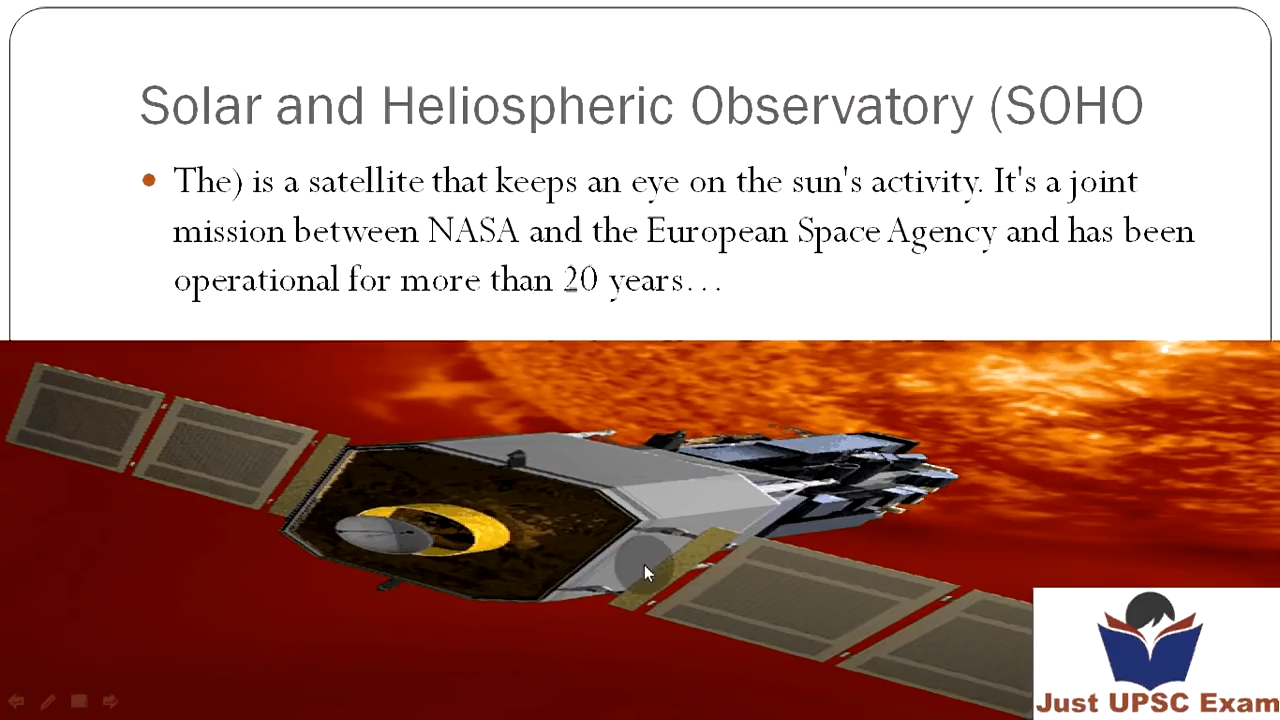 Solar and Heliospheric Observatory (SOHO
• The) is a satellite that keeps an eye on the sun's activity. It's a joint
mission between NASA and the European Space Agency and has been
operational for more than 20 years…
Just UPSC Exam